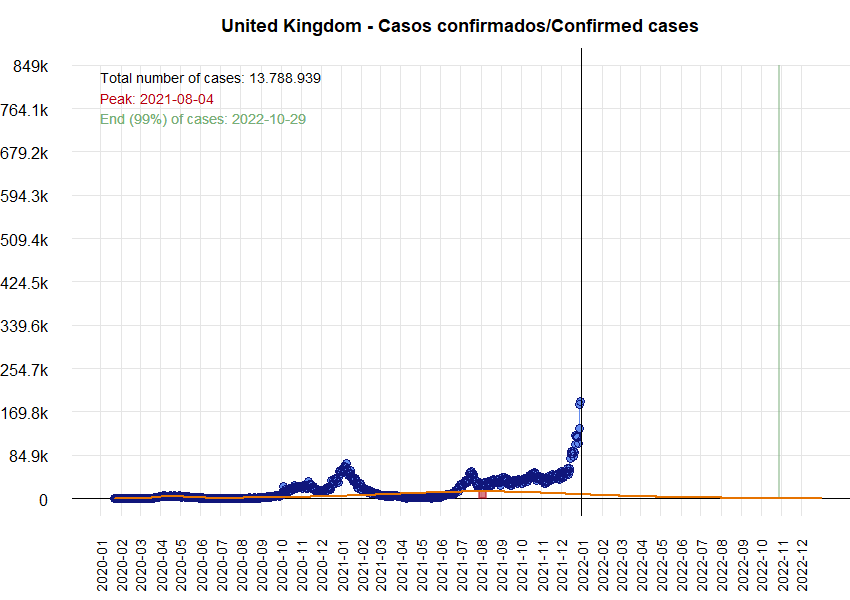 United Kingdom - Casos confirmados/Confirmed cases
849k
Total number of cases: 13.788.939
Peak: 2021-08-04
764.1k
End (99%) of cases: 2022-10-29
679.2k
594.3k
509.4k
424.5k
339.6k
254.7k
169.8k
84.9k
0
2020-01
2020-02
2020-03
2020-04
2020-05
2020-06
2020-07
2020-08
2020-09
2020-10
2020-11
2020-12
2021-01
2021-02
2021-03
2021-04
2021-05
2021-06
2021-07
2021-08
2021-09
2021-10
2021-11
2021-12
2022-01
2022-02
2022-03
2022-04
2022-05
2022-06
2022-07
2022-08
2022-09
2022-10
2022-11
2022-12